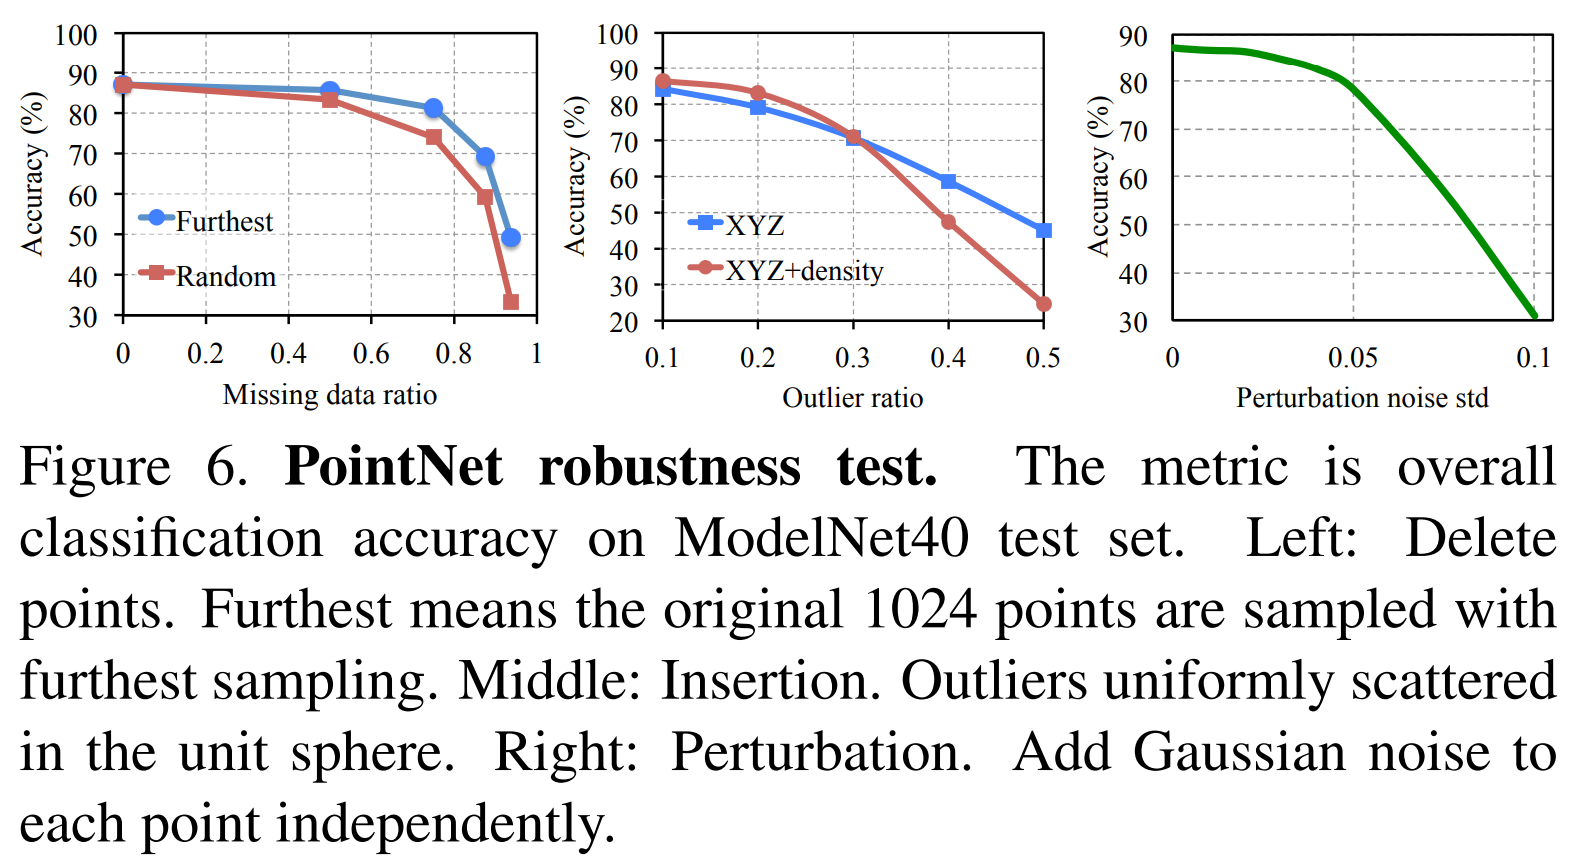 100
90
80
70
60
50
40
30
Accuracy (%)
Furthest
Random
0 0.2 0.4 0.6 0.8 1
Missing data ratio
100
90
80
70
60
50
40
30
20
Accuracy (%)
XYZ
XYZ+density
0.1 0.2 0.3 0.4 0.5
Outlier ratio
90
80
70
60
50
40
30
Accuracy (%)
0 0.05 0.1
Perturbation noise std
Figure 6. PointNet robustness test. The metric is overall
classification accuracy on ModelNet40 test set. Left: Delete
points. Furthest means the original 1024 points are sampled with
furthest sampling. Middle: Insertion. Outliers uniformly scattered
in the unit sphere. Right: Perturbation. Add Gaussian noise to
each point independently.